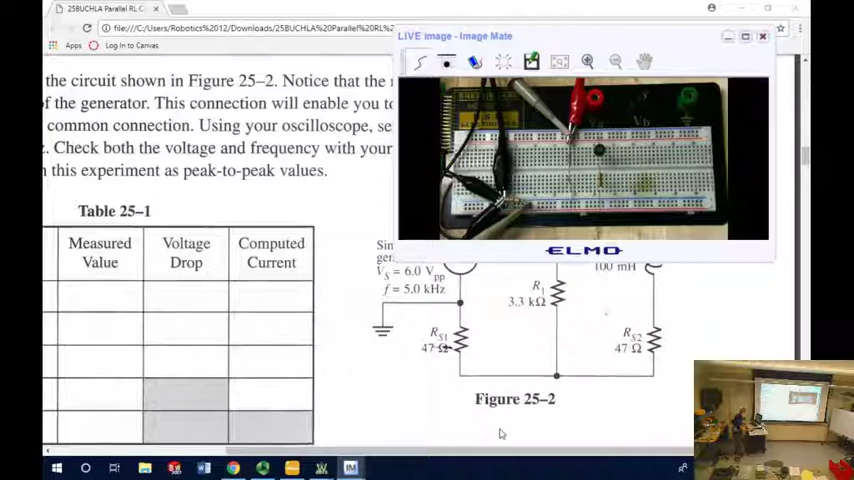 25BUCHLA Parallel RL C
file:///C:/Users/Robotics%2012/Downloads/25BUCHLA%20Parallel%20RL%
Apps
Log In to Canvas
LIVE image - Image Mate
the circuit shown in Figure 25–2. Notice that the
of the generator. This connection will enable you to
common connection. Using your oscilloscope, se
z. Check both the voltage and frequency with your
n this experiment as peak-to-peak values.
Table 25–1
Measured Value
Voltage Drop
Computed Current
Va
Vb
ELMO
Sin
gen
VS = 6.0 Vpp
f = 5.0 kHz
100 mH
R1
3.3 kΩ
RS1
47 Ω
RS2
47 Ω
Figure 25–2